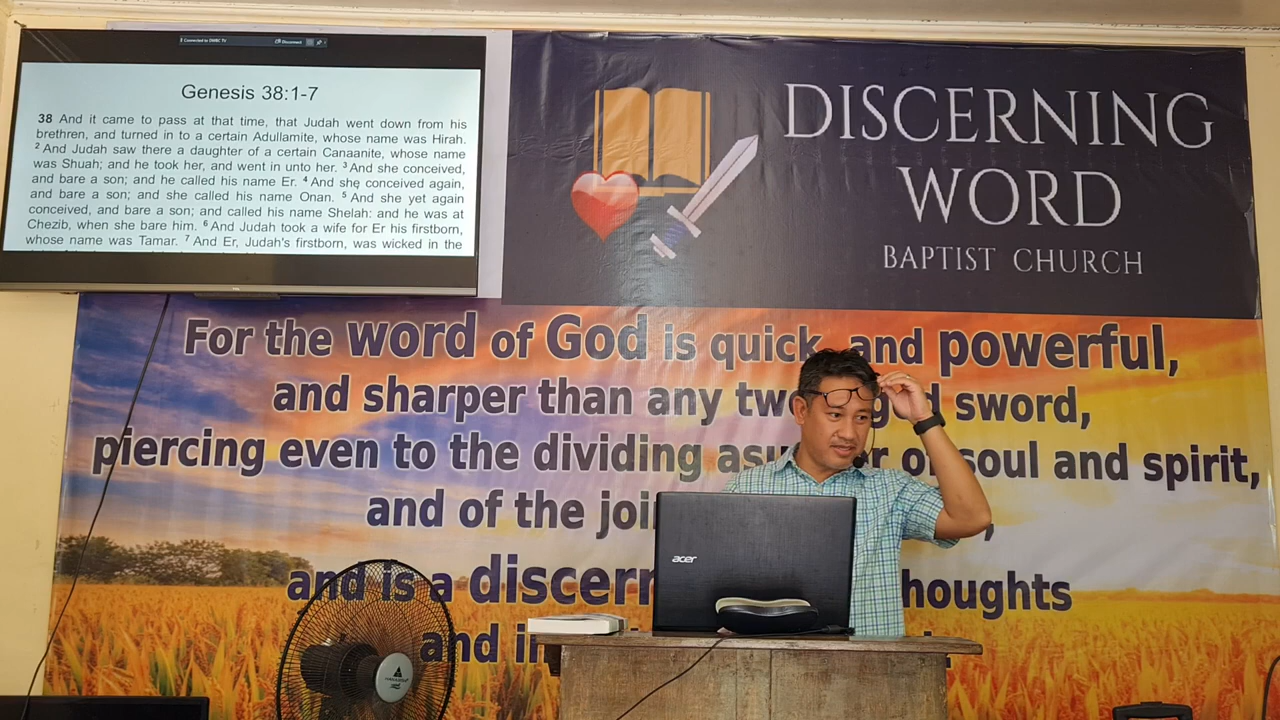 Connected to DWBC TV
Disconnect
Genesis 38:1-7
38 And it came to pass at that time, that Judah went down from his
brethren, and turned in to a certain Adullamite, whose name was Hirah.
2 And Judah saw there a daughter of a certain Canaanite, whose name
was Shuah; and he took her, and went in unto her. 3 And she conceived,
and bare a son; and he called his name Er. 4 And she conceived again,
and bare a son; and she called his name Onan. 5 And she yet again
conceived, and bare a son; and called his name Shelah: and he was at
Chezib, when she bare him. 6 And Judah took a wife for Er his firstborn,
whose name was Tamar. 7 And Er, Judah's firstborn, was wicked in the
DISCERNING
WORD
BAPTIST CHURCH
For the word of God is quick, and powerful,
and sharper than any sword,
piercing even to the dividing of soul and spirit,
and of the
and is a thoughts
and
acer